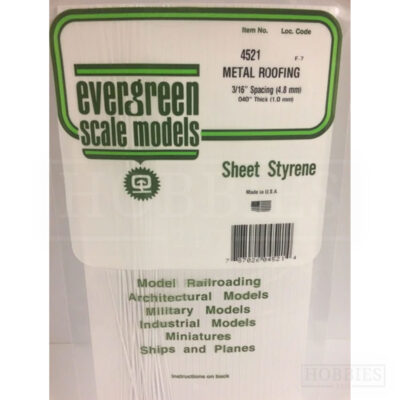 Item No. Loc. Code
4521 F-7
METAL ROOFING
3/16" Spacing (4.8 mm)
.040" Thick (1.0 mm)
evergreen
scale models
Sheet Styrene
Made in U.S.A
Model Railroading
Architectural Models
Military Models
Industrial Models
Miniatures
Ships and Planes
Instructions on back
HOBBIES